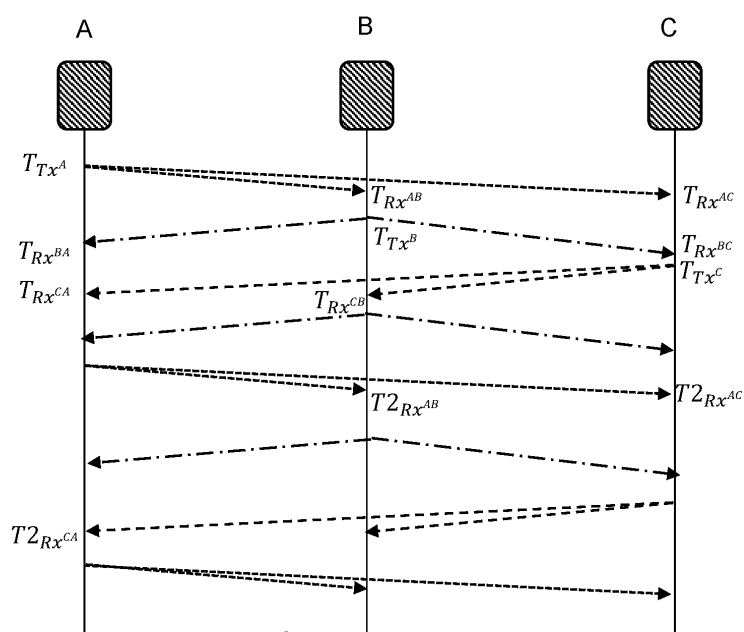 A B C
T_{Tx^A}
T_{Rx^{AB}} T_{Rx^{AC}}
T_{Rx^{BA}} T_{Tx^B} T_{Rx^{BC}}
T_{Tx^C}
T_{Rx^{CA}} T_{Rx^{CB}}
T2_{Rx^{AB}} T2_{Rx^{AC}}
T2_{Rx^{CA}}